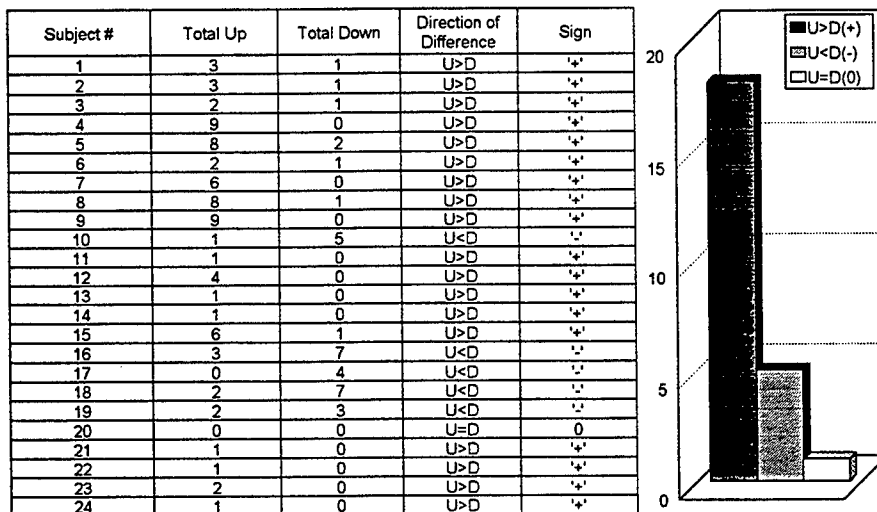 Subject # Total Up Total Down Direction of Difference Sign
1 3 1 U>D '+'
2 3 1 U>D '+'
3 2 1 U>D '+'
4 9 0 U>D '+'
5 8 2 U>D '+'
6 2 1 U>D '+'
7 6 0 U>D '+'
8 8 1 U>D '+'
9 9 0 U>D '+'
10 1 5 U<D '-'
11 1 0 U>D '+'
12 4 0 U>D '+'
13 1 0 U>D '+'
14 1 0 U>D '+'
15 6 1 U>D '+'
16 3 7 U<D '-'
17 0 4 U<D '-'
18 2 7 U<D '-'
19 2 3 U<D '-'
20 0 0 U=D 0
21 1 0 U>D '+'
22 1 0 U>D '+'
23 2 0 U>D '+'
24 1 0 U>D '+'
U>D(+)
U<D(-)
U=D(0)
20
15
10
5
0